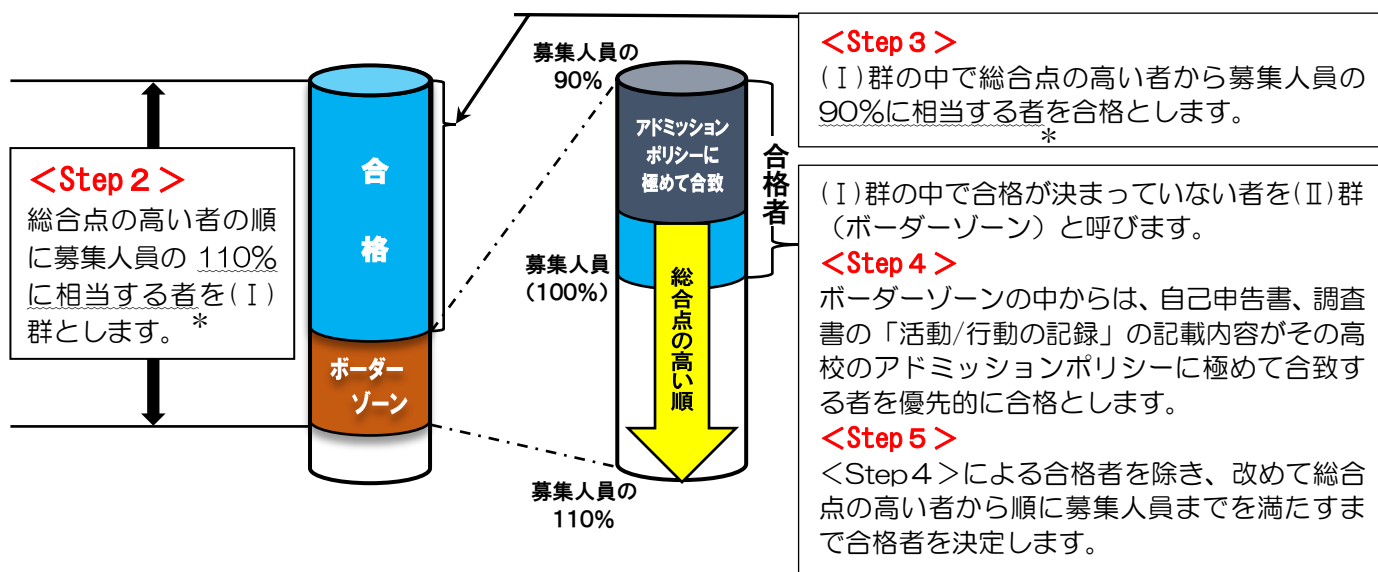 <Step2>
総合点の高い者の順
に募集人員の 110%
に相当する者を(Ⅰ)
群とします。*
合
格
ボーダー
ゾーン
募集人員の
90%
アドミッション
ポリシーに
極めて合致
合格者
募集人員
(100%)
総合点の高い順
募集人員の
110%
<Step3>
(Ⅰ)群の中で総合点の高い者から募集人員の
90%に相当する者を合格とします。
*
(Ⅰ)群の中で合格が決まっていない者を(Ⅱ)群
(ボーダーゾーン)と呼びます。
<Step4>
ボーダーゾーンの中からは、自己申告書、調査
書の「活動/行動の記録」の記載内容がその高
校のアドミッションポリシーに極めて合致す
る者を優先的に合格とします。
<Step5>
<Step4>による合格者を除き、改めて総合
点の高い者から順に募集人員までを満たすま
で合格者を決定します。